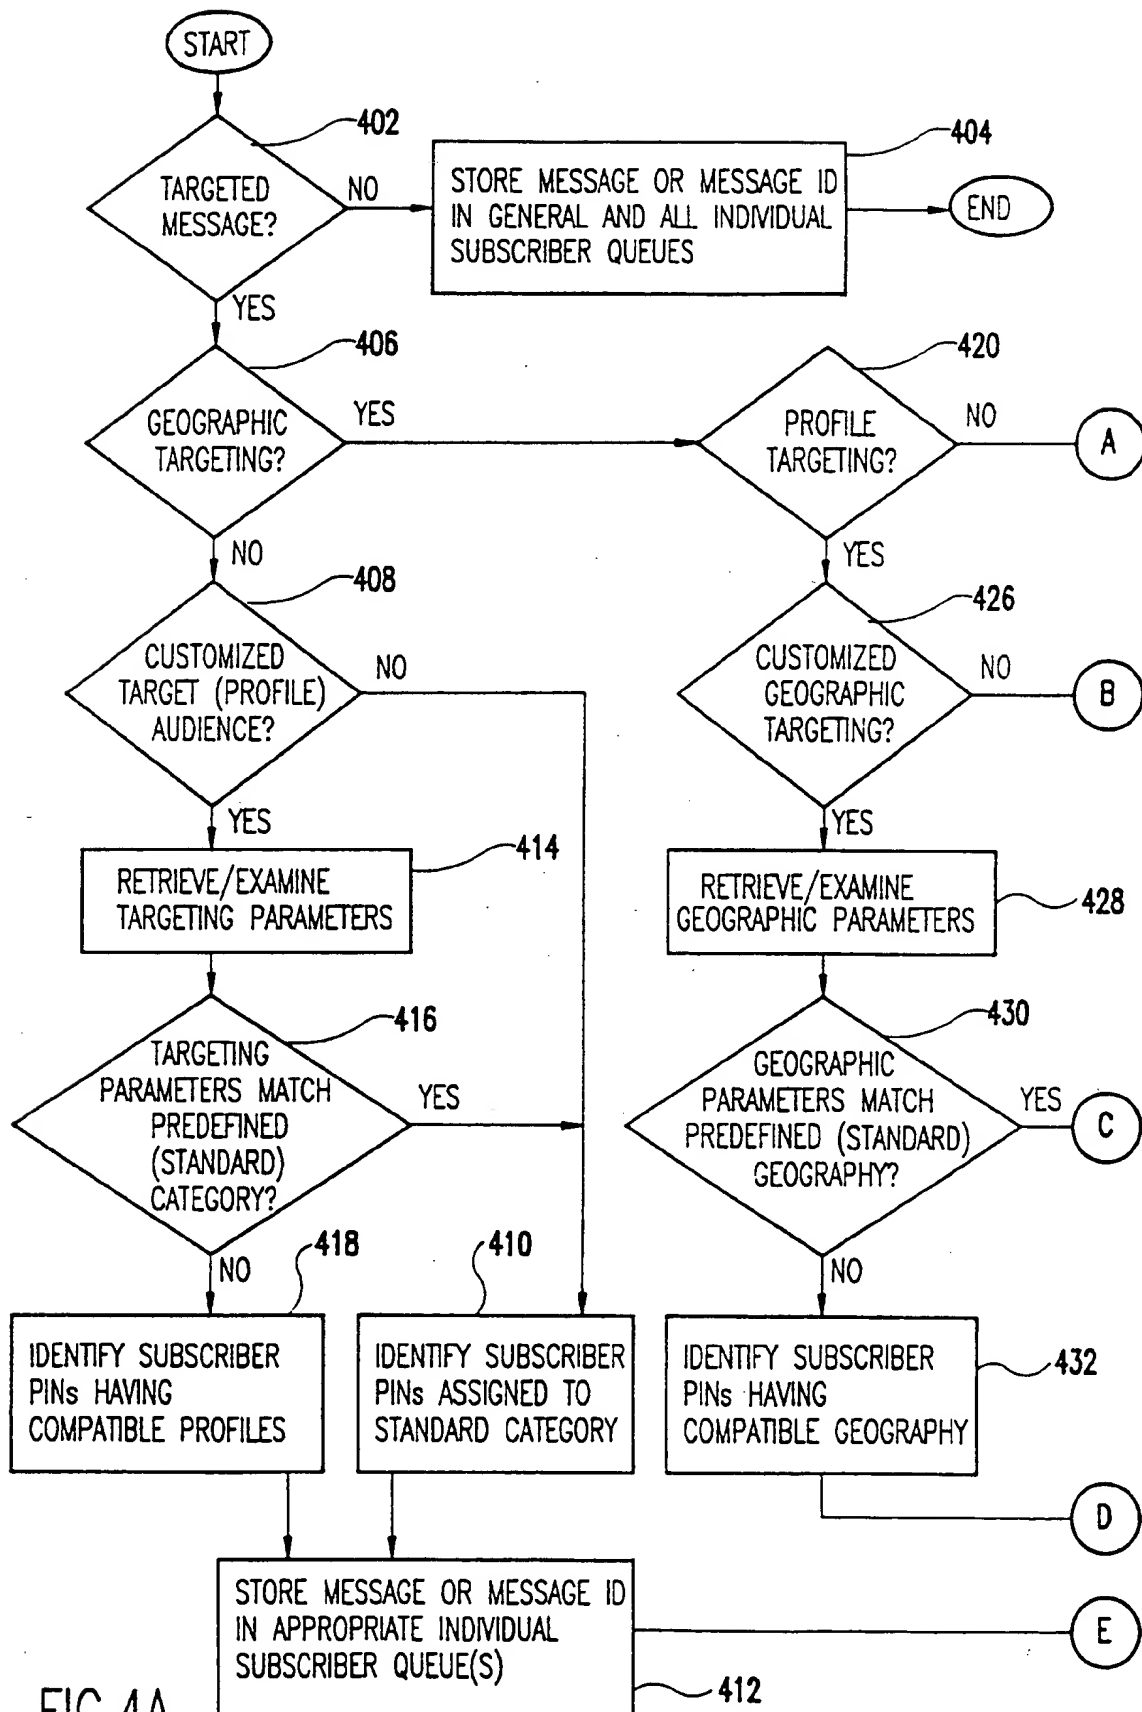 START
402
TARGETED
MESSAGE?
NO
YES
404
STORE MESSAGE OR MESSAGE ID
IN GENERAL AND ALL INDIVIDUAL
SUBSCRIBER QUEUES
END
406
GEOGRAPHIC
TARGETING?
YES
NO
420
PROFILE
TARGETING?
NO
A
YES
408
CUSTOMIZED
TARGET (PROFILE)
AUDIENCE?
NO
YES
426
CUSTOMIZED
GEOGRAPHIC
TARGETING?
NO
B
YES
414
RETRIEVE/EXAMINE
TARGETING PARAMETERS
428
RETRIEVE/EXAMINE
GEOGRAPHIC PARAMETERS
416
TARGETING
PARAMETERS MATCH
PREDEFINED
(STANDARD)
CATEGORY?
YES
NO
430
GEOGRAPHIC
PARAMETERS MATCH
PREDEFINED (STANDARD)
GEOGRAPHY?
YES
C
NO
418
IDENTIFY SUBSCRIBER
PINs HAVING
COMPATIBLE PROFILES
410
IDENTIFY SUBSCRIBER
PINs ASSIGNED TO
STANDARD CATEGORY
432
IDENTIFY SUBSCRIBER
PINs HAVING
COMPATIBLE GEOGRAPHY
D
STORE MESSAGE OR MESSAGE ID
IN APPROPRIATE INDIVIDUAL
SUBSCRIBER QUEUE(S)
E
412
FIG. 4A